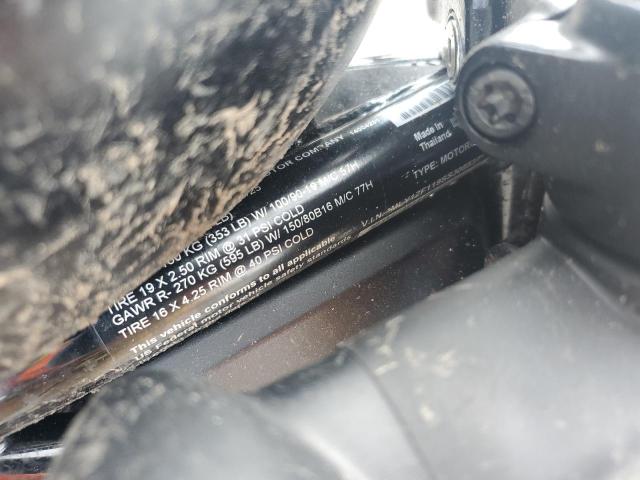 TOR COMPANY
KG (353 LB) W/ 100/90-19 M/C 57H
TIRE 19 X 2.50 RIM @ 31 PSI COLD
GAWR R- 270 KG (595 LB) W/ 150/80B16 M/C 77H
TIRE 16 X 4.25 RIM @ 40 PSI COLD
This vehicle conforms to all applicable
US Federal motor vehicle safety standards
Made in
Thailand
TYPE: MOTOR
V.I.N.